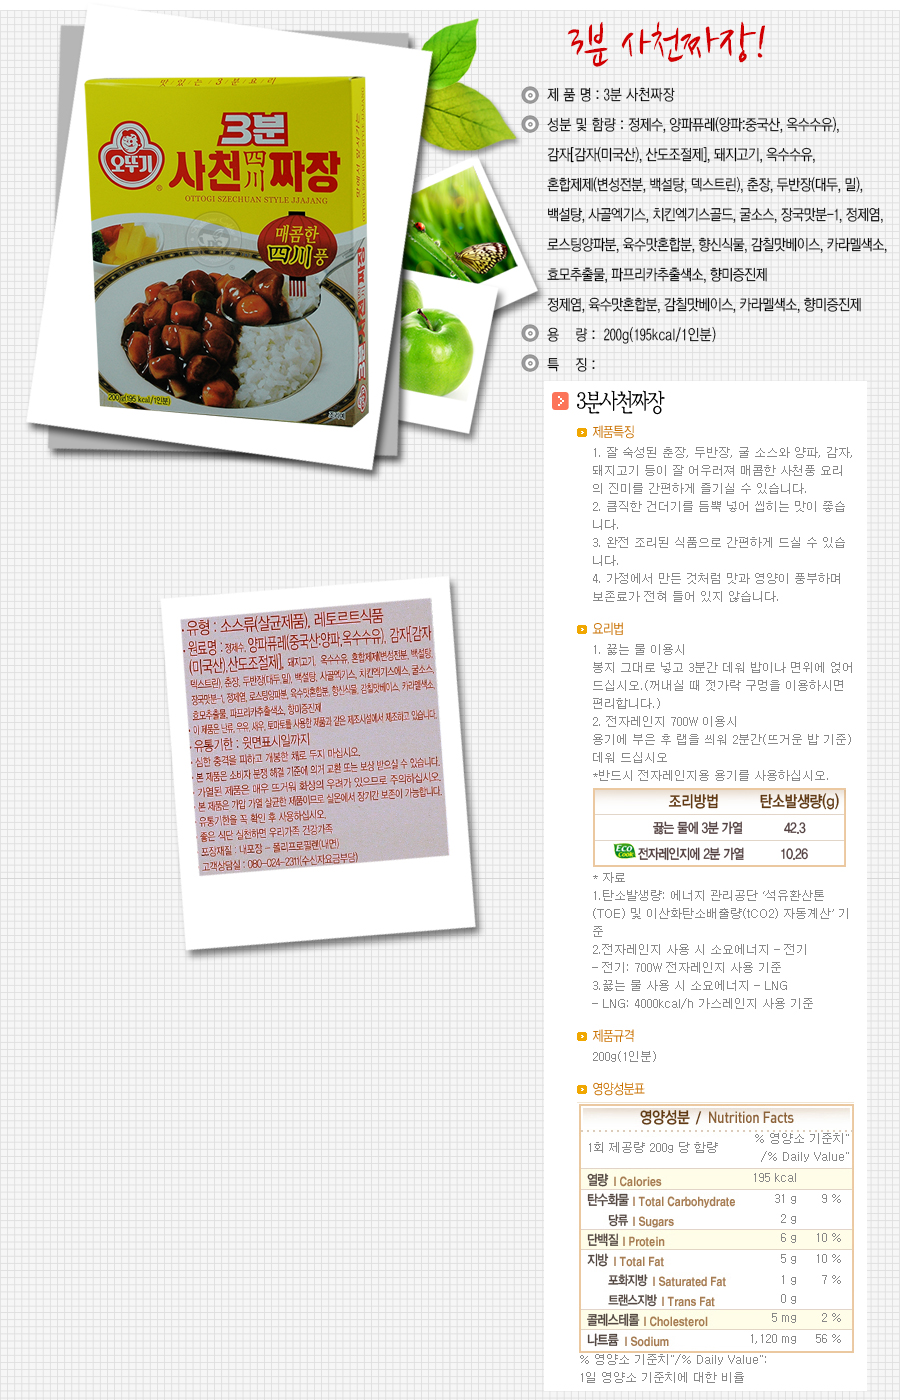 3분 사천짜장!
제 품 명 : 3분 사천짜장
성분 및 함량 : 정제수, 양파퓨레(양파:중국산, 옥수수유),
감자[감자(미국산), 산도조절제], 돼지고기, 옥수수유,
혼합제제(변성전분, 백설탕, 덱스트린), 춘장, 두반장(대두, 밀),
백설탕, 사골엑기스, 치킨엑기스골드, 굴소스, 장국맛분-1, 정제염,
로스팅양파분, 육수맛혼합분, 향신식물, 감칠맛베이스, 카라멜색소,
효모추출물, 파프리카추출색소, 향미증진제
정제염, 육수맛혼합분, 감칠맛베이스, 카라멜색소, 향미증진제
용 량 : 200g(195kcal/1인분)
특 징 :
맛있는 3분요리
오뚜기
®
3분
사천四川짜장
OTTOGI SZECHUAN STYLE JJAJANG
매콤한
四川풍
200g(195 kcal/1인분)
3분사천짜장
제품특징
1. 잘 숙성된 춘장, 두반장, 굴 소스와 양파, 감자,
돼지고기 등이 잘 어우러져 매콤한 사천풍 요리
의 진미를 간편하게 즐기실 수 있습니다.
2. 큼직한 건더기를 듬뿍 넣어 씹히는 맛이 좋습
니다.
3. 완전 조리된 식품으로 간편하게 드실 수 있습
니다.
4. 가정에서 만든 것처럼 맛과 영양이 풍부하며
보존료가 전혀 들어 있지 않습니다.
요리법
1. 끓는 물 이용시
봉지 그대로 넣고 3분간 데워 밥이나 면위에 얹어
드십시오.(꺼내실 때 젓가락 구멍을 이용하시면
편리합니다.)
2. 전자레인지 700W 이용시
용기에 부은 후 랩을 씌워 2분간(뜨거운 밥 기준)
데워 드십시오
*반드시 전자레인지용 용기를 사용하십시오.
조리방법 탄소발생량(g)
끓는 물에 3분 가열 42.3
ECO COOK 전자레인지에 2분 가열 10.26
* 자료
1.탄소발생량: 에너지 관리공단 ‘석유환산톤
(TOE) 및 이산화탄소배출량(tCO2) 자동계산’ 기
준
2.전자레인지 사용 시 소요에너지 – 전기
– 전기: 700W 전자레인지 사용 기준
3.끓는 물 사용 시 소요에너지 – LNG
– LNG: 4000kcal/h 가스레인지 사용 기준
제품규격
200g(1인분)
영양성분표
영양성분 / Nutrition Facts
1회 제공량 200g 당 함량 % 영양소 기준치"
/% Daily Value"
열량 | Calories 195 kcal
탄수화물 | Total Carbohydrate 31 g 9 %
당류 | Sugars 2 g
단백질 | Protein 6 g 10 %
지방 | Total Fat 5 g 10 %
포화지방 | Saturated Fat 1 g 7 %
트랜스지방 | Trans Fat 0 g
콜레스테롤 | Cholesterol 5 mg 2 %
나트륨 | Sodium 1,120 mg 56 %
% 영양소 기준치"/% Daily Value":
1일 영양소 기준치에 대한 비율
· 유형 : 소스류(살균제품), 레토르트식품
· 원료명 : 정제수, 양파퓨레(중국산;양파,옥수수유), 감자[감자
(미국산),산도조절제], 돼지고기, 옥수수유, 혼합제제(변성전분, 백설탕,
덱스트린), 춘장, 두반장(대두,밀), 백설탕, 사골엑기스, 치킨엑기스에스, 굴소스,
장국맛분-1, 정제염, 로스팅양파분, 육수맛혼합분, 향신식물, 감칠맛베이스, 카라멜색소,
효모추출물, 파프리카추출색소, 향미증진제
· 이 제품은 난류, 우유, 새우, 토마토를 사용한 제품과 같은 제조시설에서 제조하고 있습니다.
· 유통기한 : 윗면표시일까지
· 심한 충격을 피하고 개봉한 채로 두지 마십시오.
· 본 제품은 소비자 분쟁 해결 기준에 의거 교환 또는 보상 받으실 수 있습니다.
· 가열된 제품은 매우 뜨거워 화상의 우려가 있으므로 주의하십시오.
· 본 제품은 가압 가열 살균한 제품이므로 실온에서 장기간 보존이 가능합니다.
· 유통기한을 꼭 확인 후 사용하십시오.
· 좋은 식단 실천하면 우리가족 건강가족
· 포장재질 : 내포장 - 폴리프로필렌(내면)
· 고객상담실 : 080-024-2311(수신자요금부담)